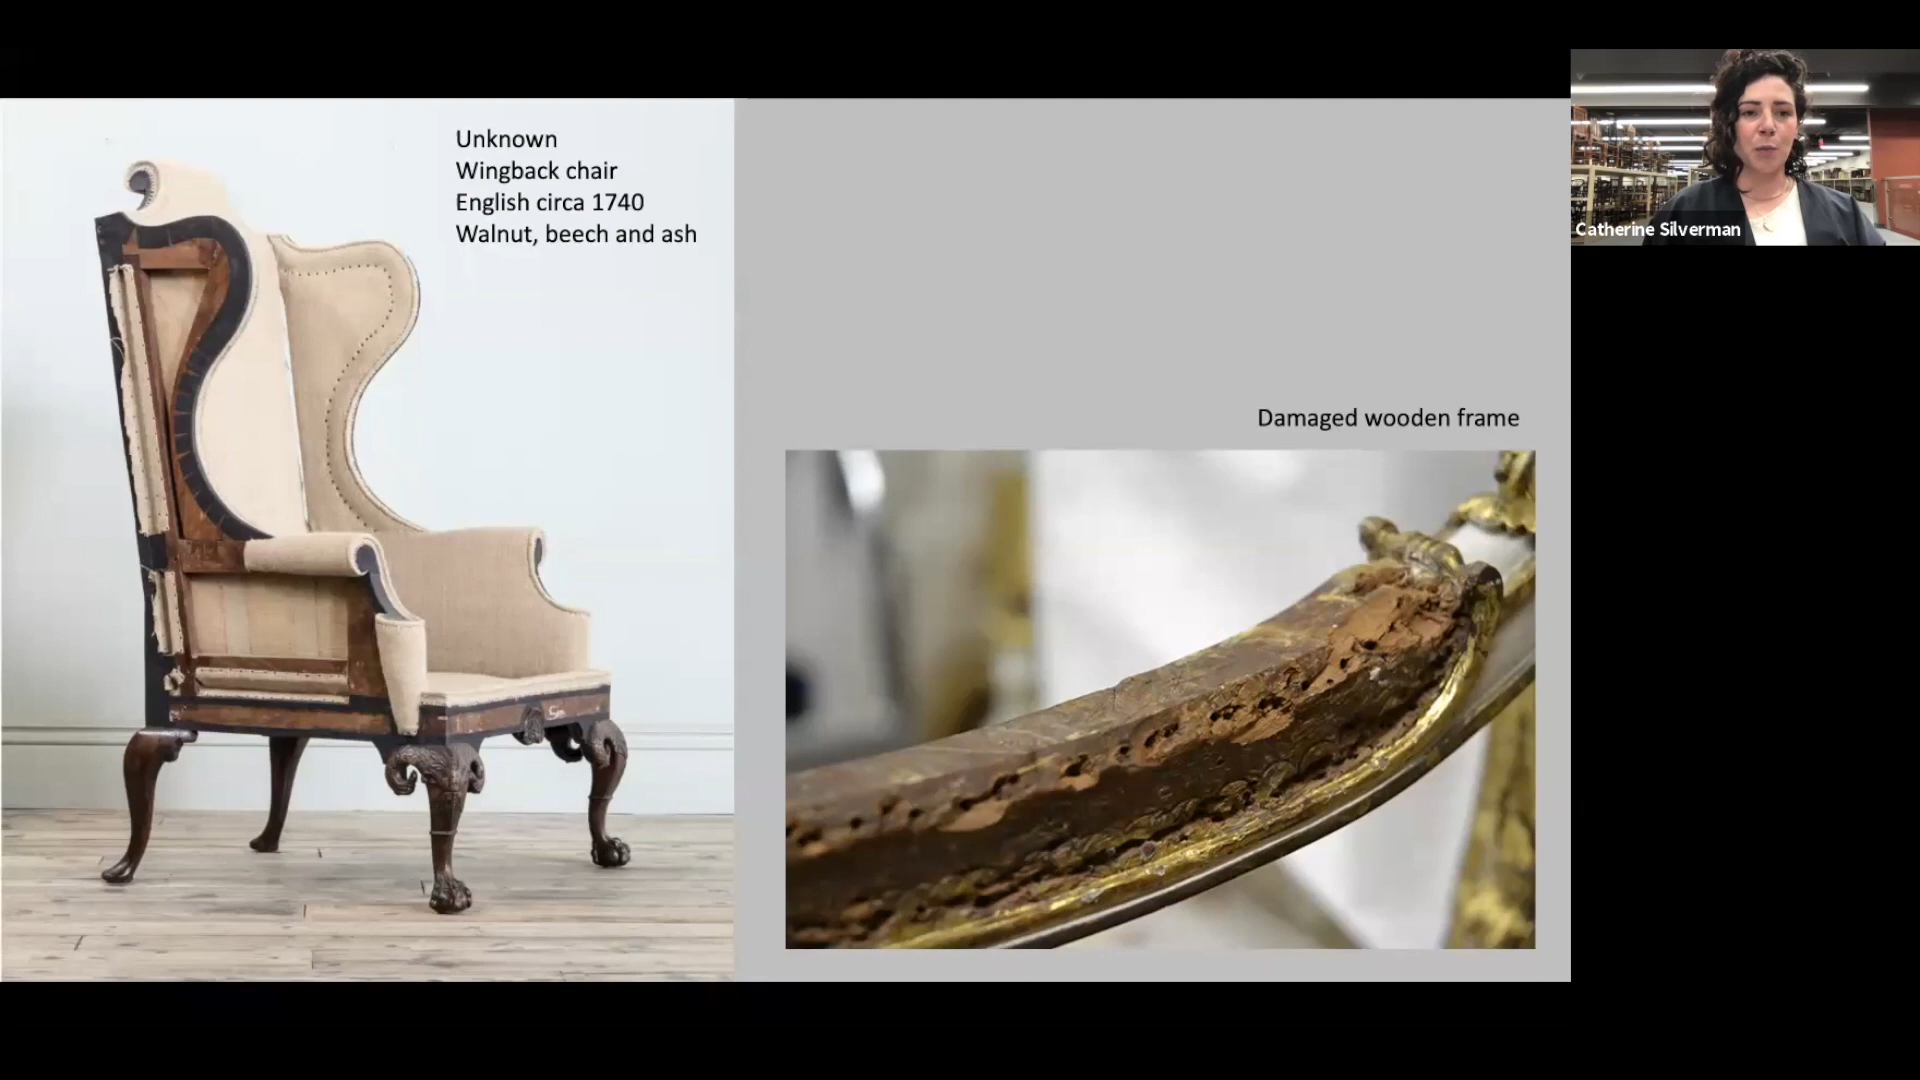 Unknown
Wingback chair
English circa 1740
Walnut, beech and ash
Damaged wooden frame
Catherine Silverman